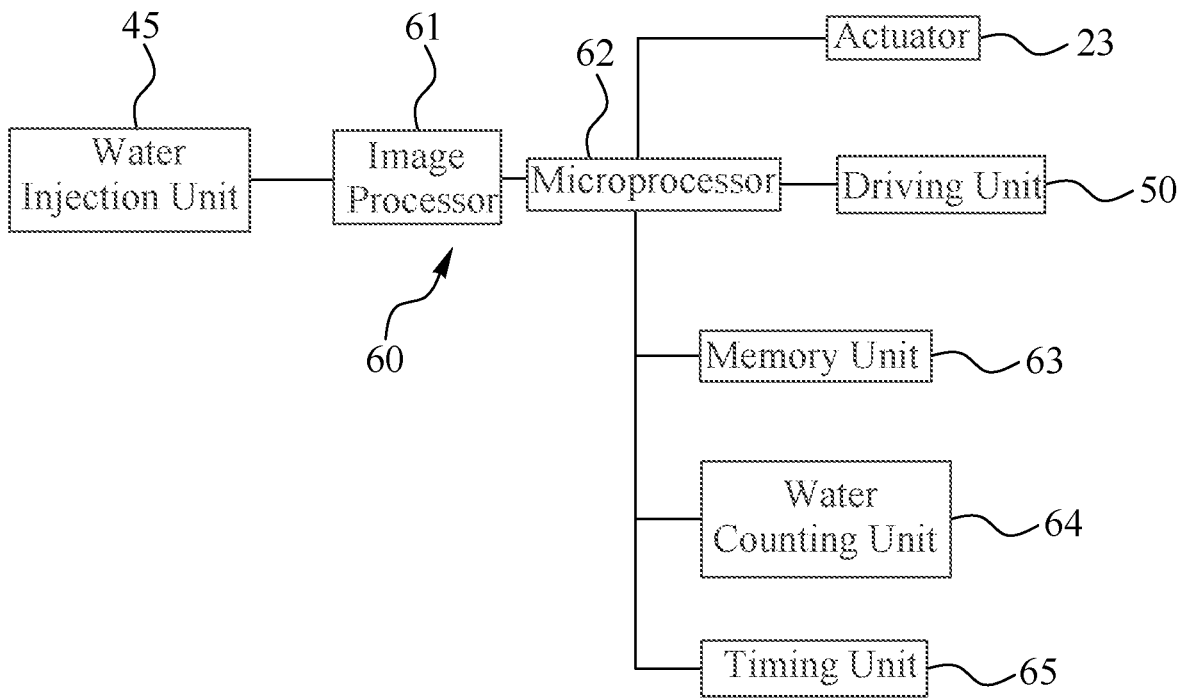 45
61
62
Actuator
23
Water
Injection Unit
Image
Processor
Microprocessor
Driving Unit
50
60
Memory Unit
63
Water
Counting Unit
64
Timing Unit
65